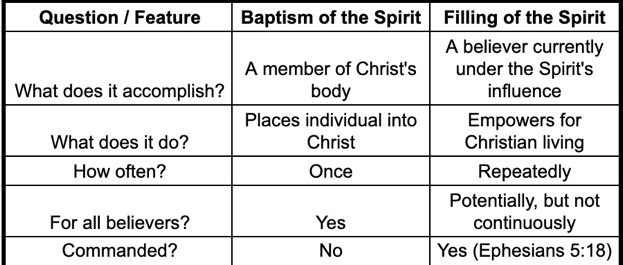 Question / Feature Baptism of the Spirit Filling of the Spirit
What does it accomplish? A member of Christ's body A believer currently under the Spirit's influence
What does it do? Places individual into Christ Empowers for Christian living
How often? Once Repeatedly
For all believers? Yes Potentially, but not continuously
Commanded? No Yes (Ephesians 5:18)